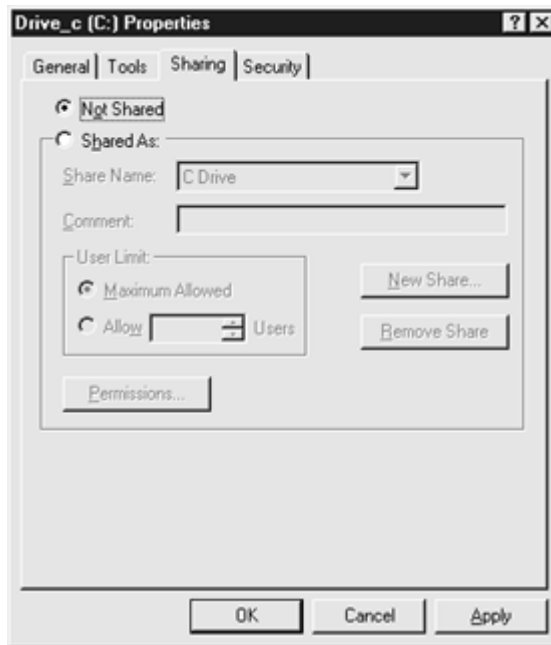 Drive_c (C:) Properties
General Tools Sharing Security
Not Shared
Shared As:
Share Name: C Drive
Comment:
User Limit:
Maximum Allowed
Allow Users
New Share...
Remove Share
Permissions...
OK Cancel Apply